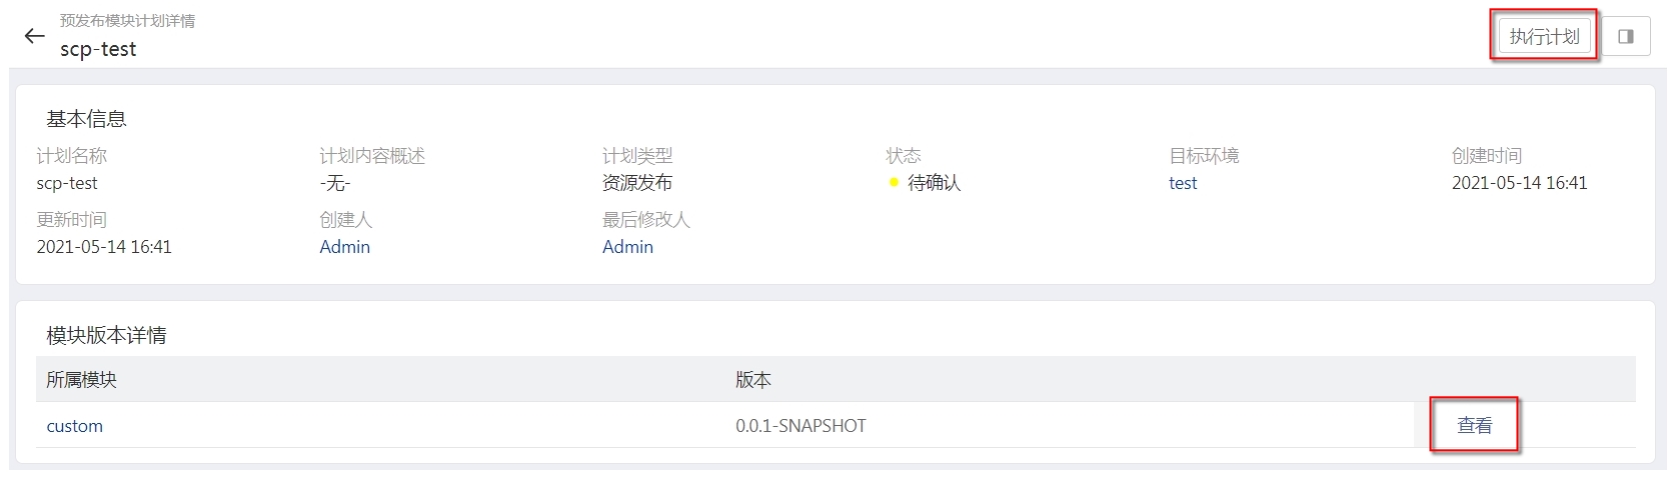 预发布模块计划详情
scp-test
执行计划
基本信息
计划名称 计划内容概述 计划类型 状态 目标环境 创建时间
scp-test -无- 资源发布 待确认 test 2021-05-14 16:41
更新时间 创建人 最后修改人
2021-05-14 16:41 Admin Admin
模块版本详情
所属模块 版本
custom 0.0.1-SNAPSHOT 查看